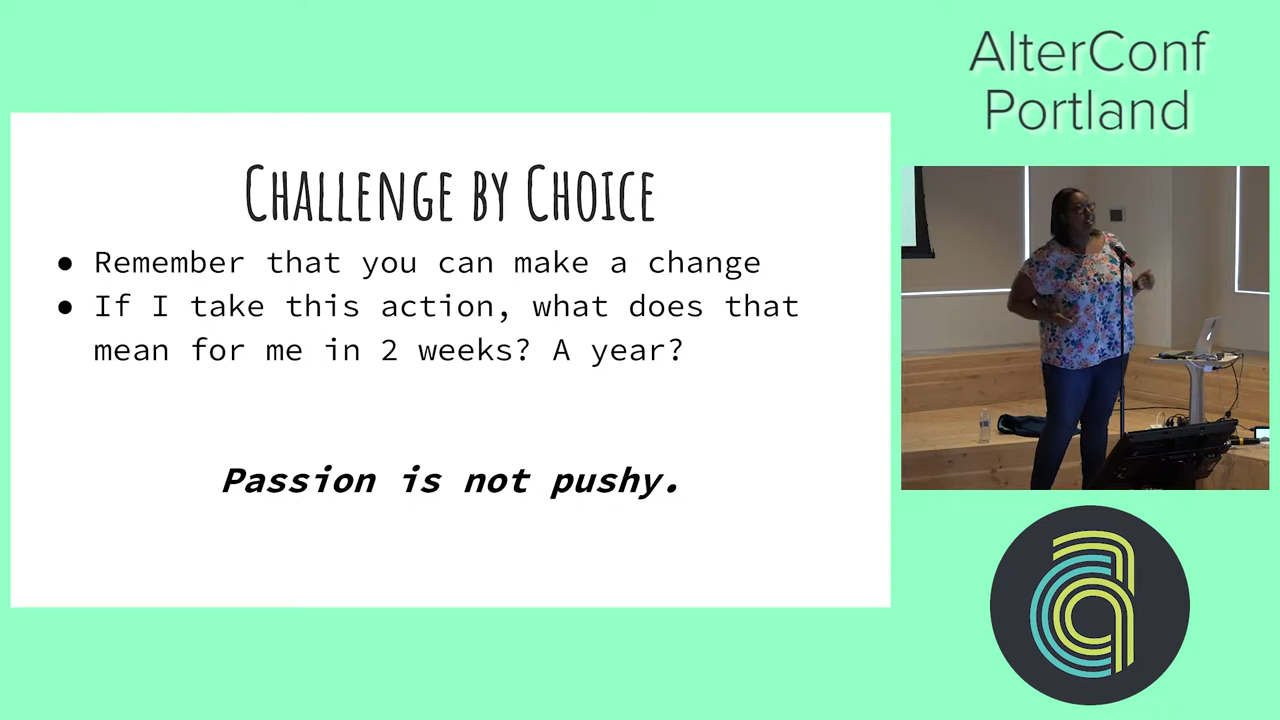 AlterConf
Portland
Challenge by Choice
● Remember that you can make a change
● If I take this action, what does that
mean for me in 2 weeks? A year?
Passion is not pushy.